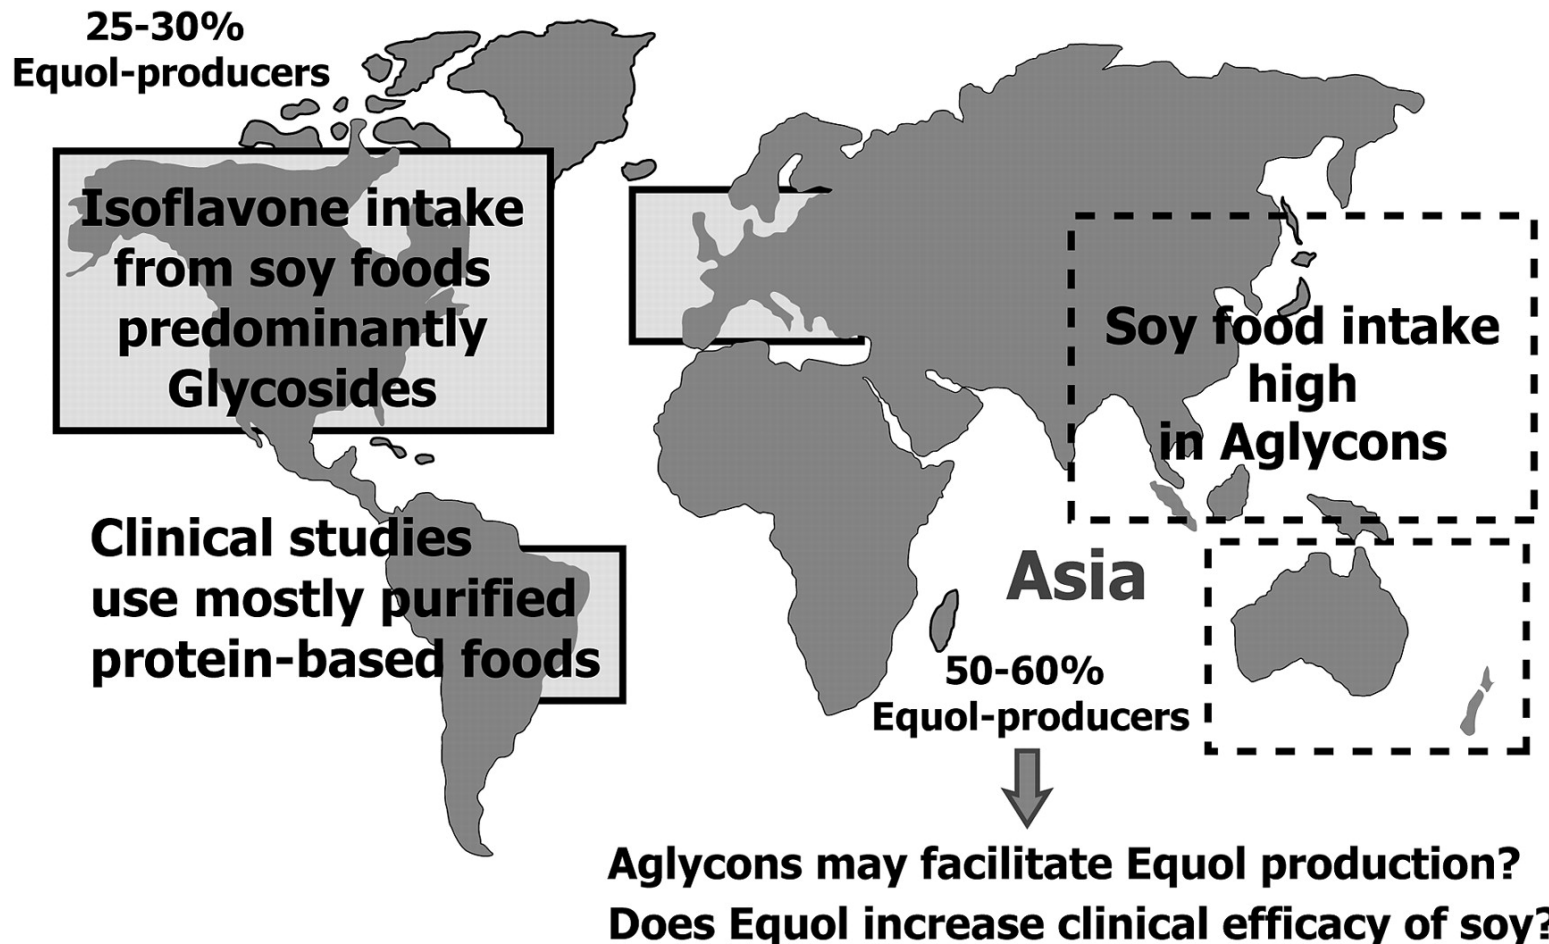 25-30%
Equol-producers
Isoflavone intake
from soy foods
predominantly
Glycosides
Clinical studies
use mostly purified
protein-based foods
Soy food intake
high
in Aglycons
Asia
50-60%
Equol-producers
Aglycons may facilitate Equol production?
Does Equol increase clinical efficacy of soy?